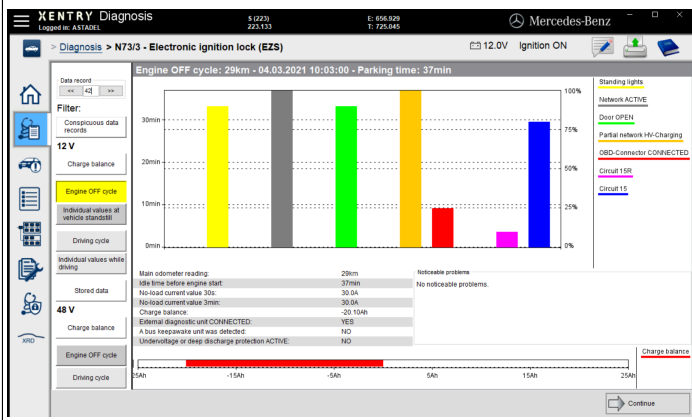 XENTRY Diagnosis
Logged in: ASTADEL
S (223)
223.133
E: 656.929
T: 725.045
Mercedes-Benz
> Diagnosis > N73/3 - Electronic ignition lock (EZS)
12.0V
Ignition ON
Data record
<< 42 >>
Filter:
Conspicuous data
records
12 V
Charge balance
Engine OFF cycle
Individual values at
vehicle standstill
Driving cycle
Individual values while
driving
Stored data
48 V
Charge balance
Engine OFF cycle
Driving cycle
XRD
Engine OFF cycle: 29km - 04.03.2021 10:03:00 - Parking time: 37min
30min
20min
10min
0min
100%
75%
50%
25%
0%
Standing lights
Network ACTIVE
Door OPEN
Partial network HV-Charging
OBD-Connector CONNECTED
Circuit 15R
Circuit 15
Main odometer reading: 29km
Idle time before engine start: 37min
No-load current value 30s: 30.0A
No-load current value 3min: 30.0A
Charge balance: -20.10Ah
External diagnostic unit CONNECTED: YES
A bus keepawake unit was detected: NO
Undervoltage or deep discharge protection ACTIVE: NO
Noticeable problems
No noticeable problems.
Charge balance
25Ah -15Ah -5Ah 5Ah 15Ah 25Ah
Continue